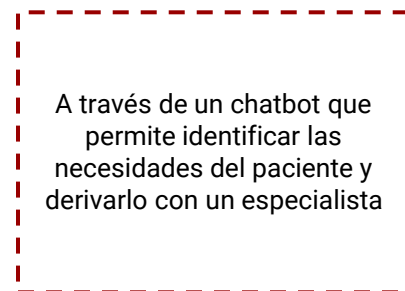 A través de un chatbot que
permite identificar las
necesidades del paciente y
derivarlo con un especialista